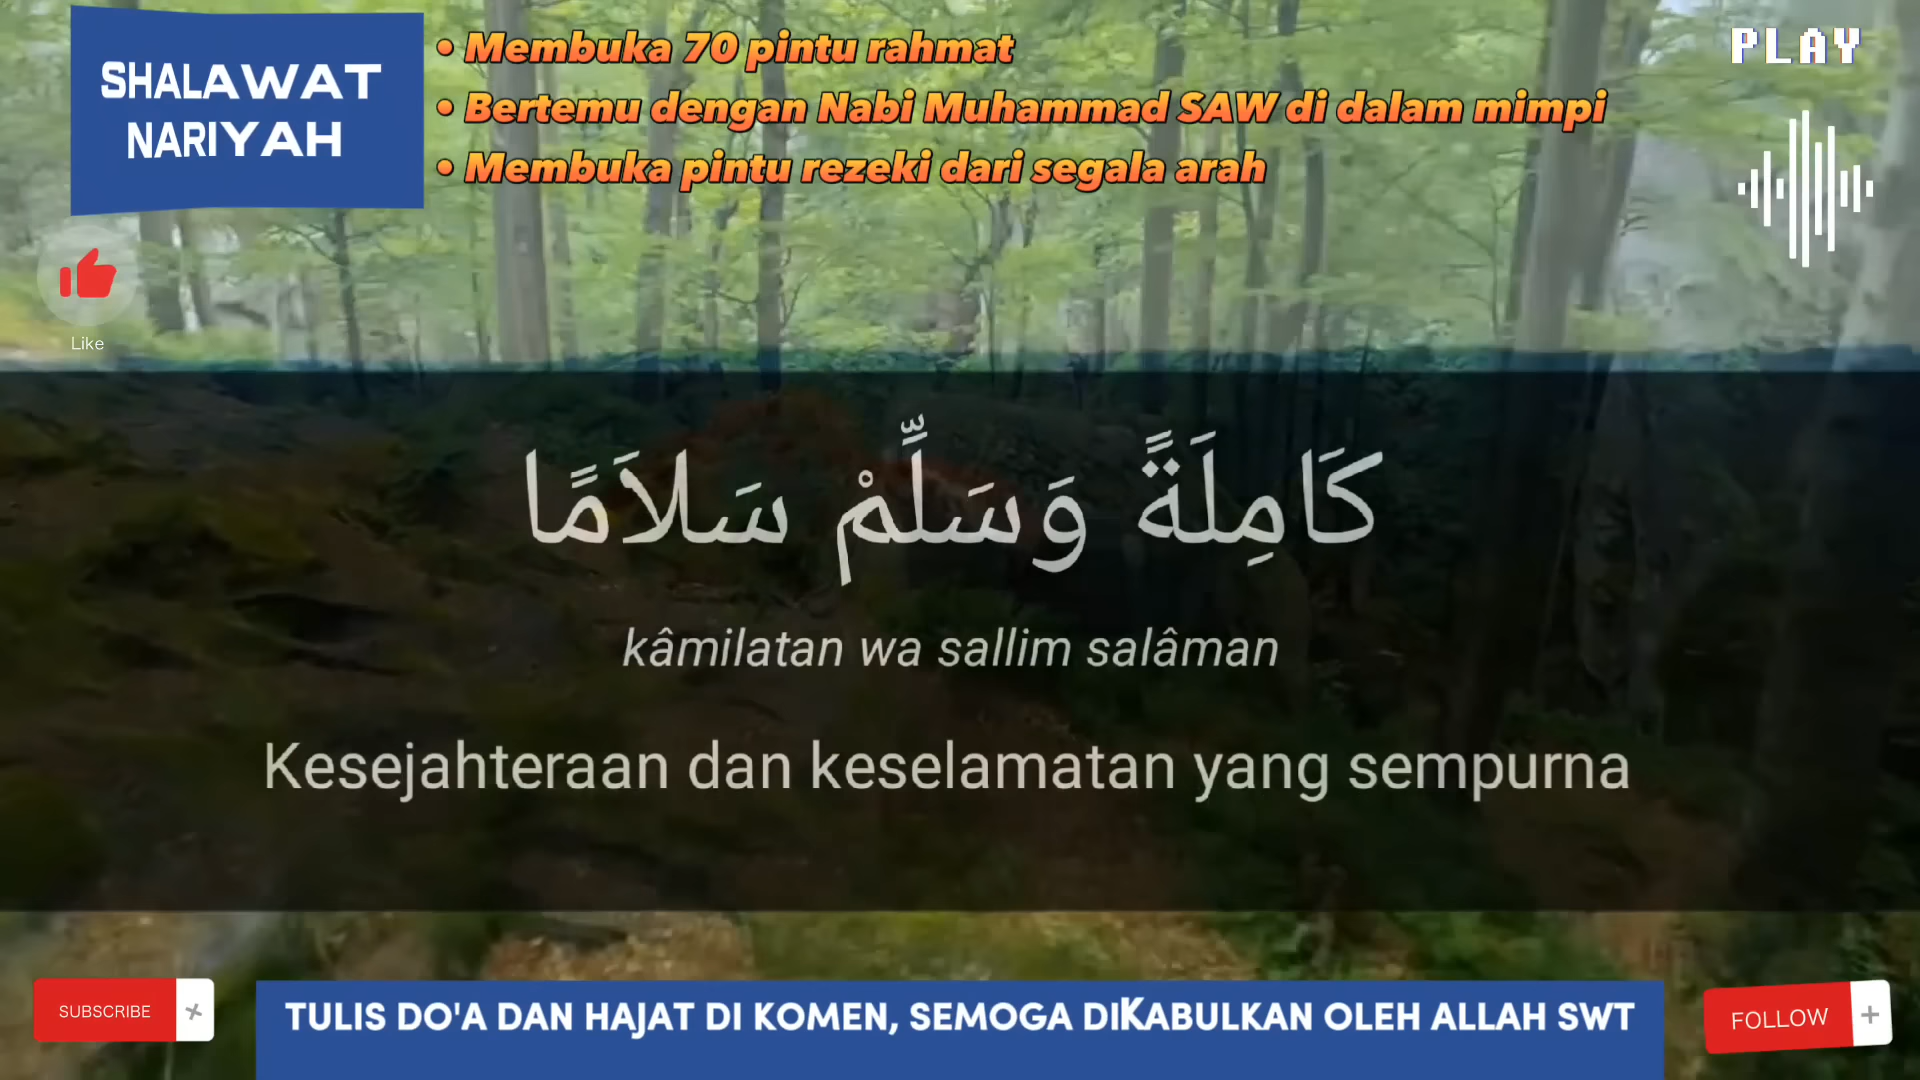 SHALAWAT
NARIYAH
• Membuka 70 pintu rahmat
• Bertemu dengan Nabi Muhammad SAW di dalam mimpi
• Membuka pintu rezeki dari segala arah
PLAY
Like
كَامِلَةً وَسَلِّمْ سَلاَمًا
kâmilatan wa sallim salâman
Kesejahteraan dan keselamatan yang sempurna
SUBSCRIBE
TULIS DO'A DAN HAJAT DI KOMEN, SEMOGA DIKABULKAN OLEH ALLAH SWT
FOLLOW